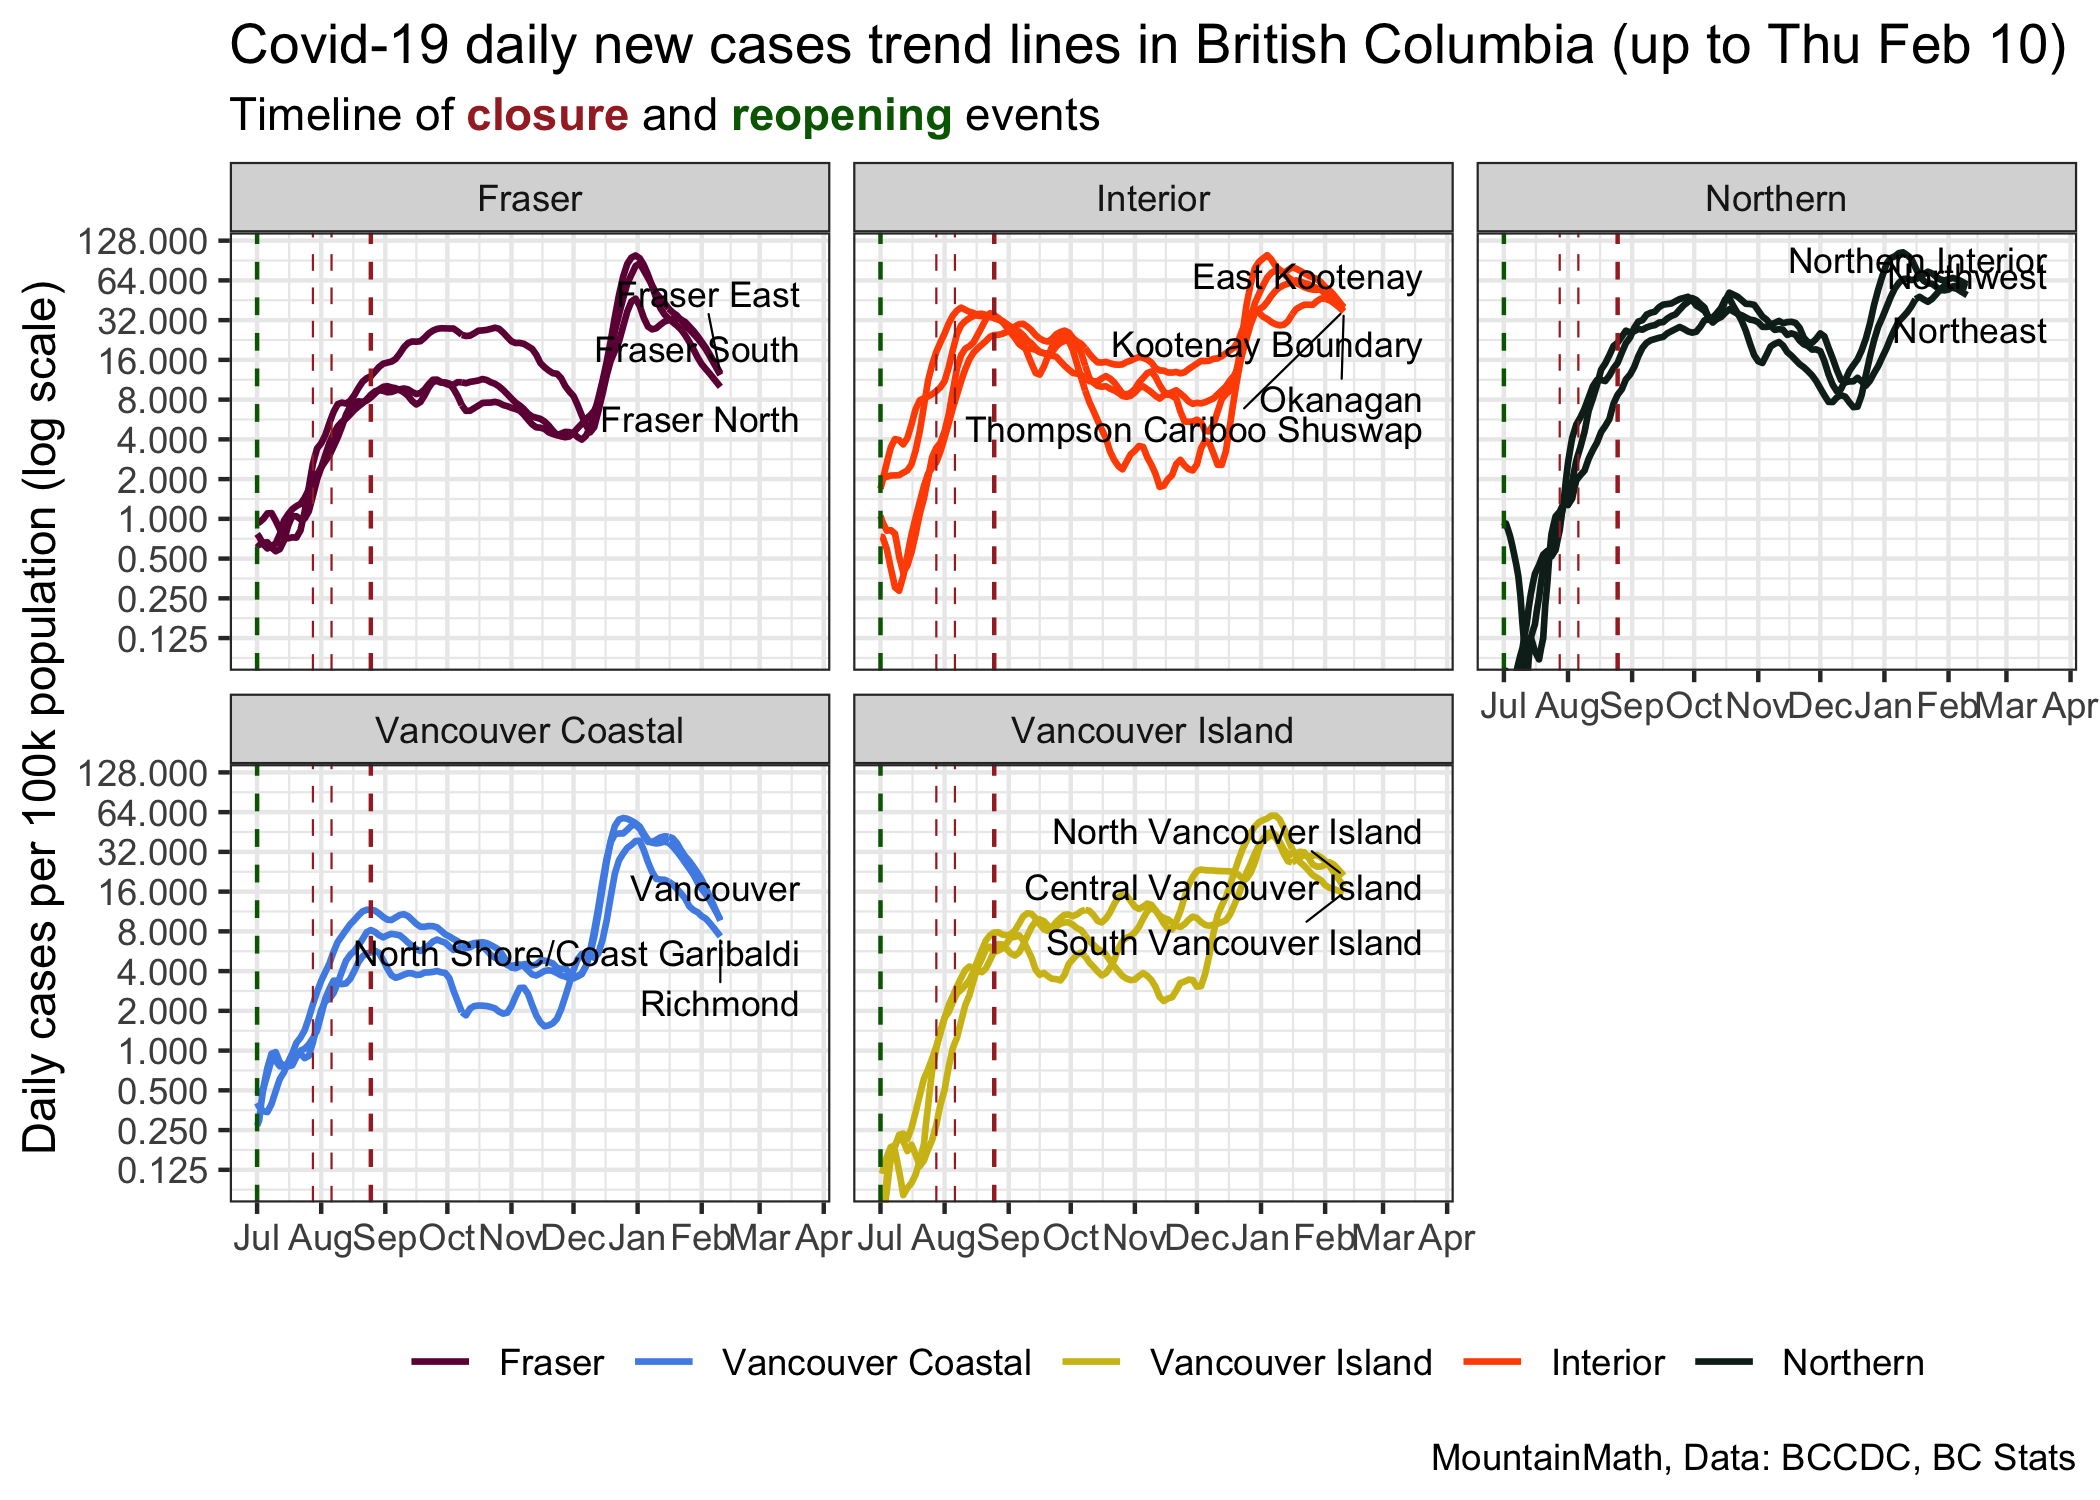 Covid-19 daily new cases trend lines in British Columbia (up to Thu Feb 10)
Timeline of closure and reopening events
Daily cases per 100k population (log scale)
Fraser
128.000
64.000
32.000
16.000
8.000
4.000
2.000
1.000
0.500
0.250
0.125
Fraser East
Fraser South
Fraser North
Interior
East Kootenay
Kootenay Boundary
Okanagan
Thompson Cariboo Shuswap
Northern
Northern Interior
Northwest
Northeast
Jul Aug Sep Oct Nov Dec Jan Feb Mar Apr
Vancouver Coastal
128.000
64.000
32.000
16.000
8.000
4.000
2.000
1.000
0.500
0.250
0.125
Vancouver
North Shore/Coast Garibaldi
Richmond
Jul Aug Sep Oct Nov Dec Jan Feb Mar Apr
Vancouver Island
North Vancouver Island
Central Vancouver Island
South Vancouver Island
Jul Aug Sep Oct Nov Dec Jan Feb Mar Apr
Fraser Vancouver Coastal Vancouver Island Interior Northern
MountainMath, Data: BCCDC, BC Stats